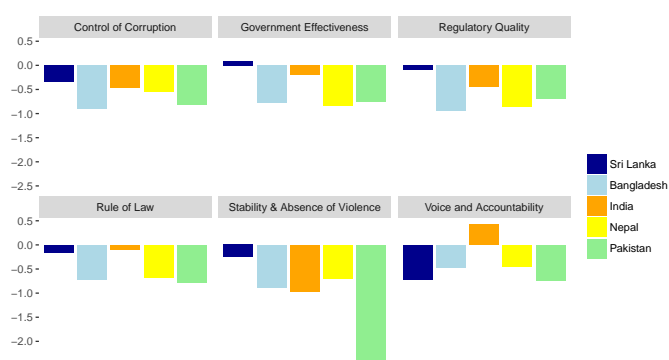 Control of Corruption
Government Effectiveness
Regulatory Quality
0.5
0.0
−0.5
−1.0
−1.5
−2.0
−2.5
Sri Lanka
Bangladesh
India
Nepal
Pakistan
Rule of Law
Stability & Absence of Violence
Voice and Accountability
0.5
0.0
−0.5
−1.0
−1.5
−2.0